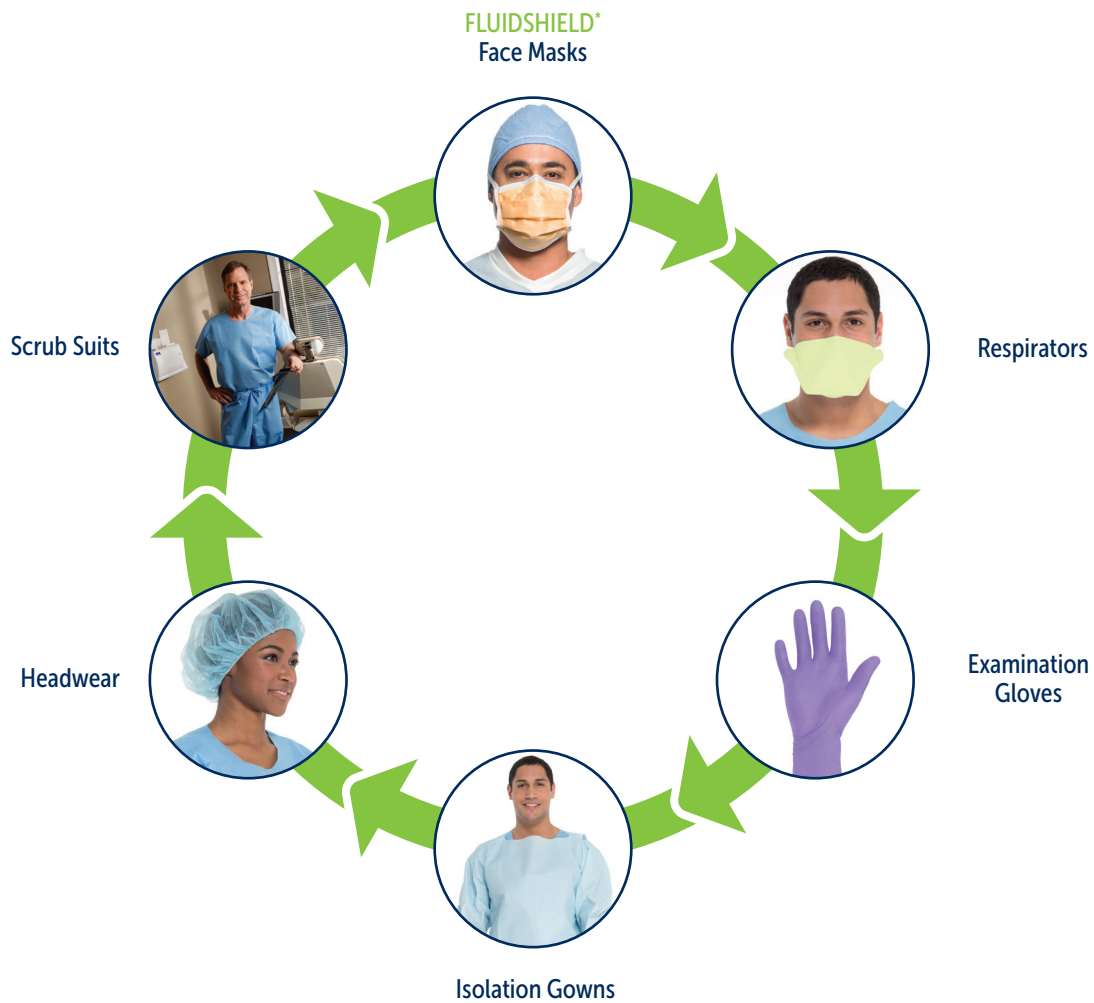 FLUIDSHIELD*
Face Masks
Respirators
Examination
Gloves
Isolation Gowns
Headwear
Scrub Suits